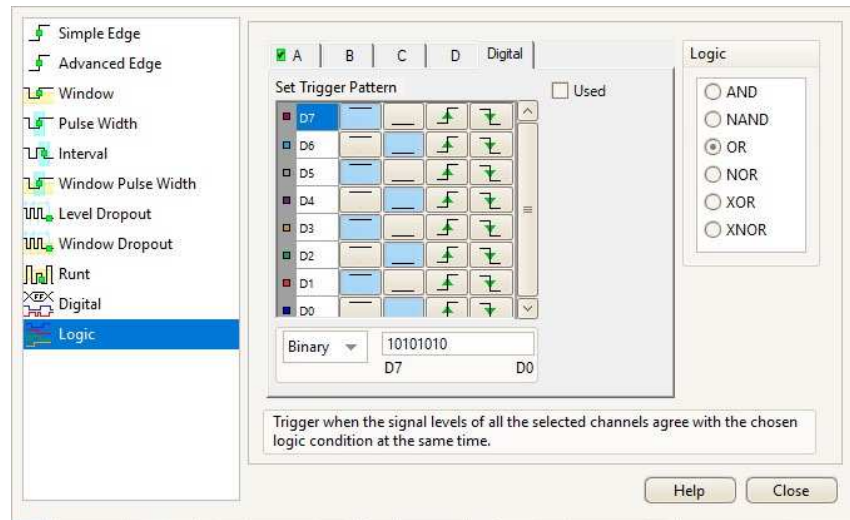 Simple Edge
Advanced Edge
Window
Pulse Width
Interval
Window Pulse Width
Level Dropout
Window Dropout
Runt
Digital
Logic
A B C D Digital
Set Trigger Pattern
Used
D7
D6
D5
D4
D3
D2
D1
D0
Binary 10101010
D7 D0
Logic
AND
NAND
OR
NOR
XOR
XNOR
Trigger when the signal levels of all the selected channels agree with the chosen
logic condition at the same time.
Help Close